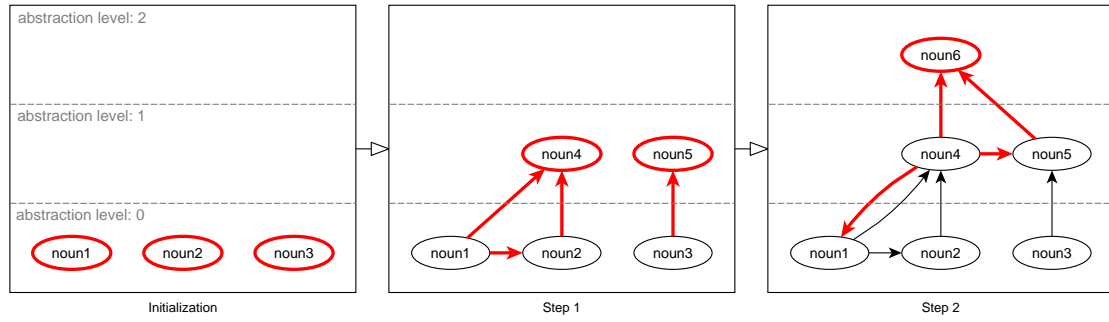 abstraction level: 2
abstraction level: 1
abstraction level: 0
noun1 noun2 noun3
Initialization
noun4 noun5
noun1 noun2 noun3
Step 1
noun6
noun4 noun5
noun1 noun2 noun3
Step 2